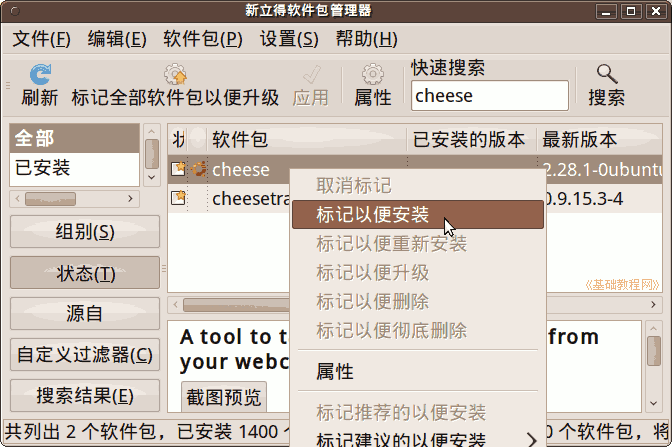 新立得软件包管理器
文件(F) 编辑(E) 软件包(P) 设置(S) 帮助(H)
快速搜索
刷新 标记全部软件包以便升级 应用 属性 cheese 搜索
全部
已安装
状 软件包 已安装的版本 最新版本
cheese 2.28.1-0ubuntu
cheesetra 0.9.15.3-4
取消标记
标记以便安装
标记以便重新安装
标记以便升级
标记以便删除
标记以便彻底删除
属性
标记推荐的以便安装
标记建议的以便安装
组别(S)
状态(T)
源自
自定义过滤器(C)
搜索结果(E)
《基础教程网》
A tool to t from
your webc
截图预览
共列出 2 个软件包，已安装 1400 0 个软件包，将